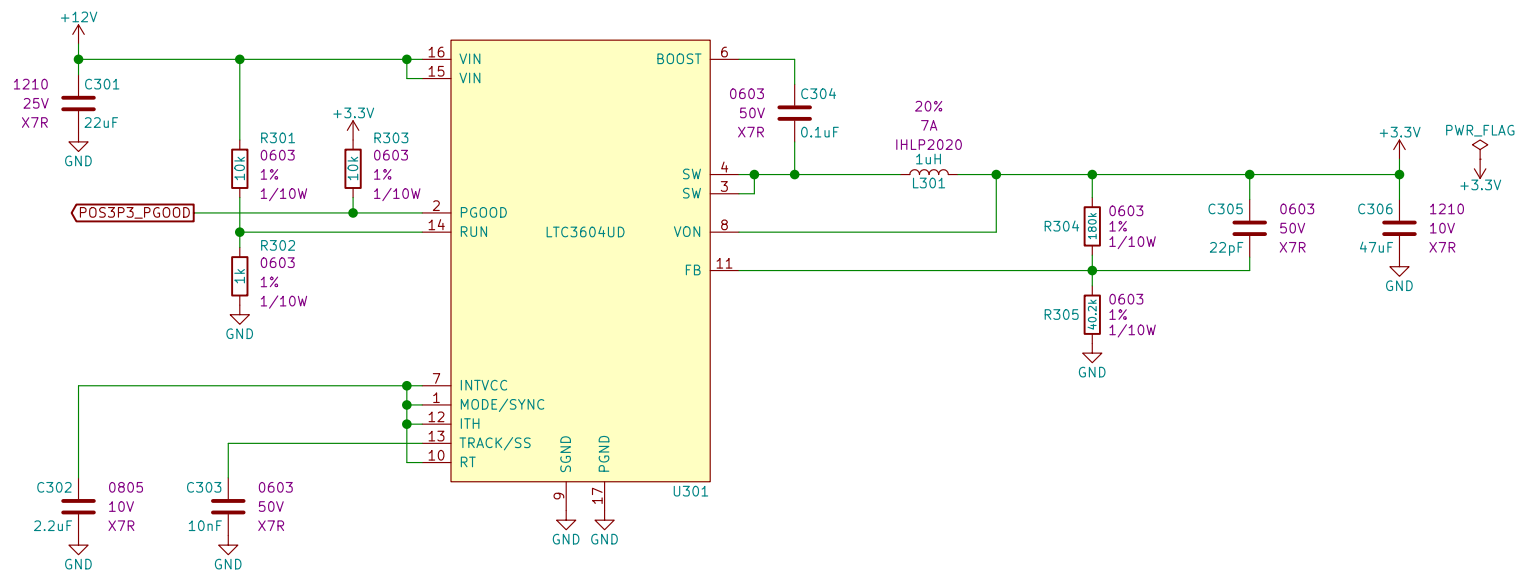 +12V
1210
25V
X7R
C301
22uF
GND
R301
0603
1%
1/10W
10k
+3.3V
R303
0603
1%
1/10W
10k
POS3P3_PGOOD
R302
0603
1%
1/10W
1k
GND
16 VIN
15 VIN
2 PGOOD
14 RUN
7 INTVCC
1 MODE/SYNC
12 ITH
13 TRACK/SS
10 RT
LTC3604UD
BOOST 6
SW 4
SW 3
VON 8
FB 11
SGND
PGND
9
17
U301
GND
GND
C302
2.2uF
0805
10V
X7R
GND
C303
10nF
0603
50V
X7R
GND
0603
50V
X7R
C304
0.1uF
20%
7A
IHLP2020
1uH
L301
R304
180k
0603
1%
1/10W
R305
40.2k
0603
1%
1/10W
GND
C305
22pF
0603
50V
X7R
+3.3V
C306
47uF
1210
10V
X7R
GND
PWR_FLAG
+3.3V